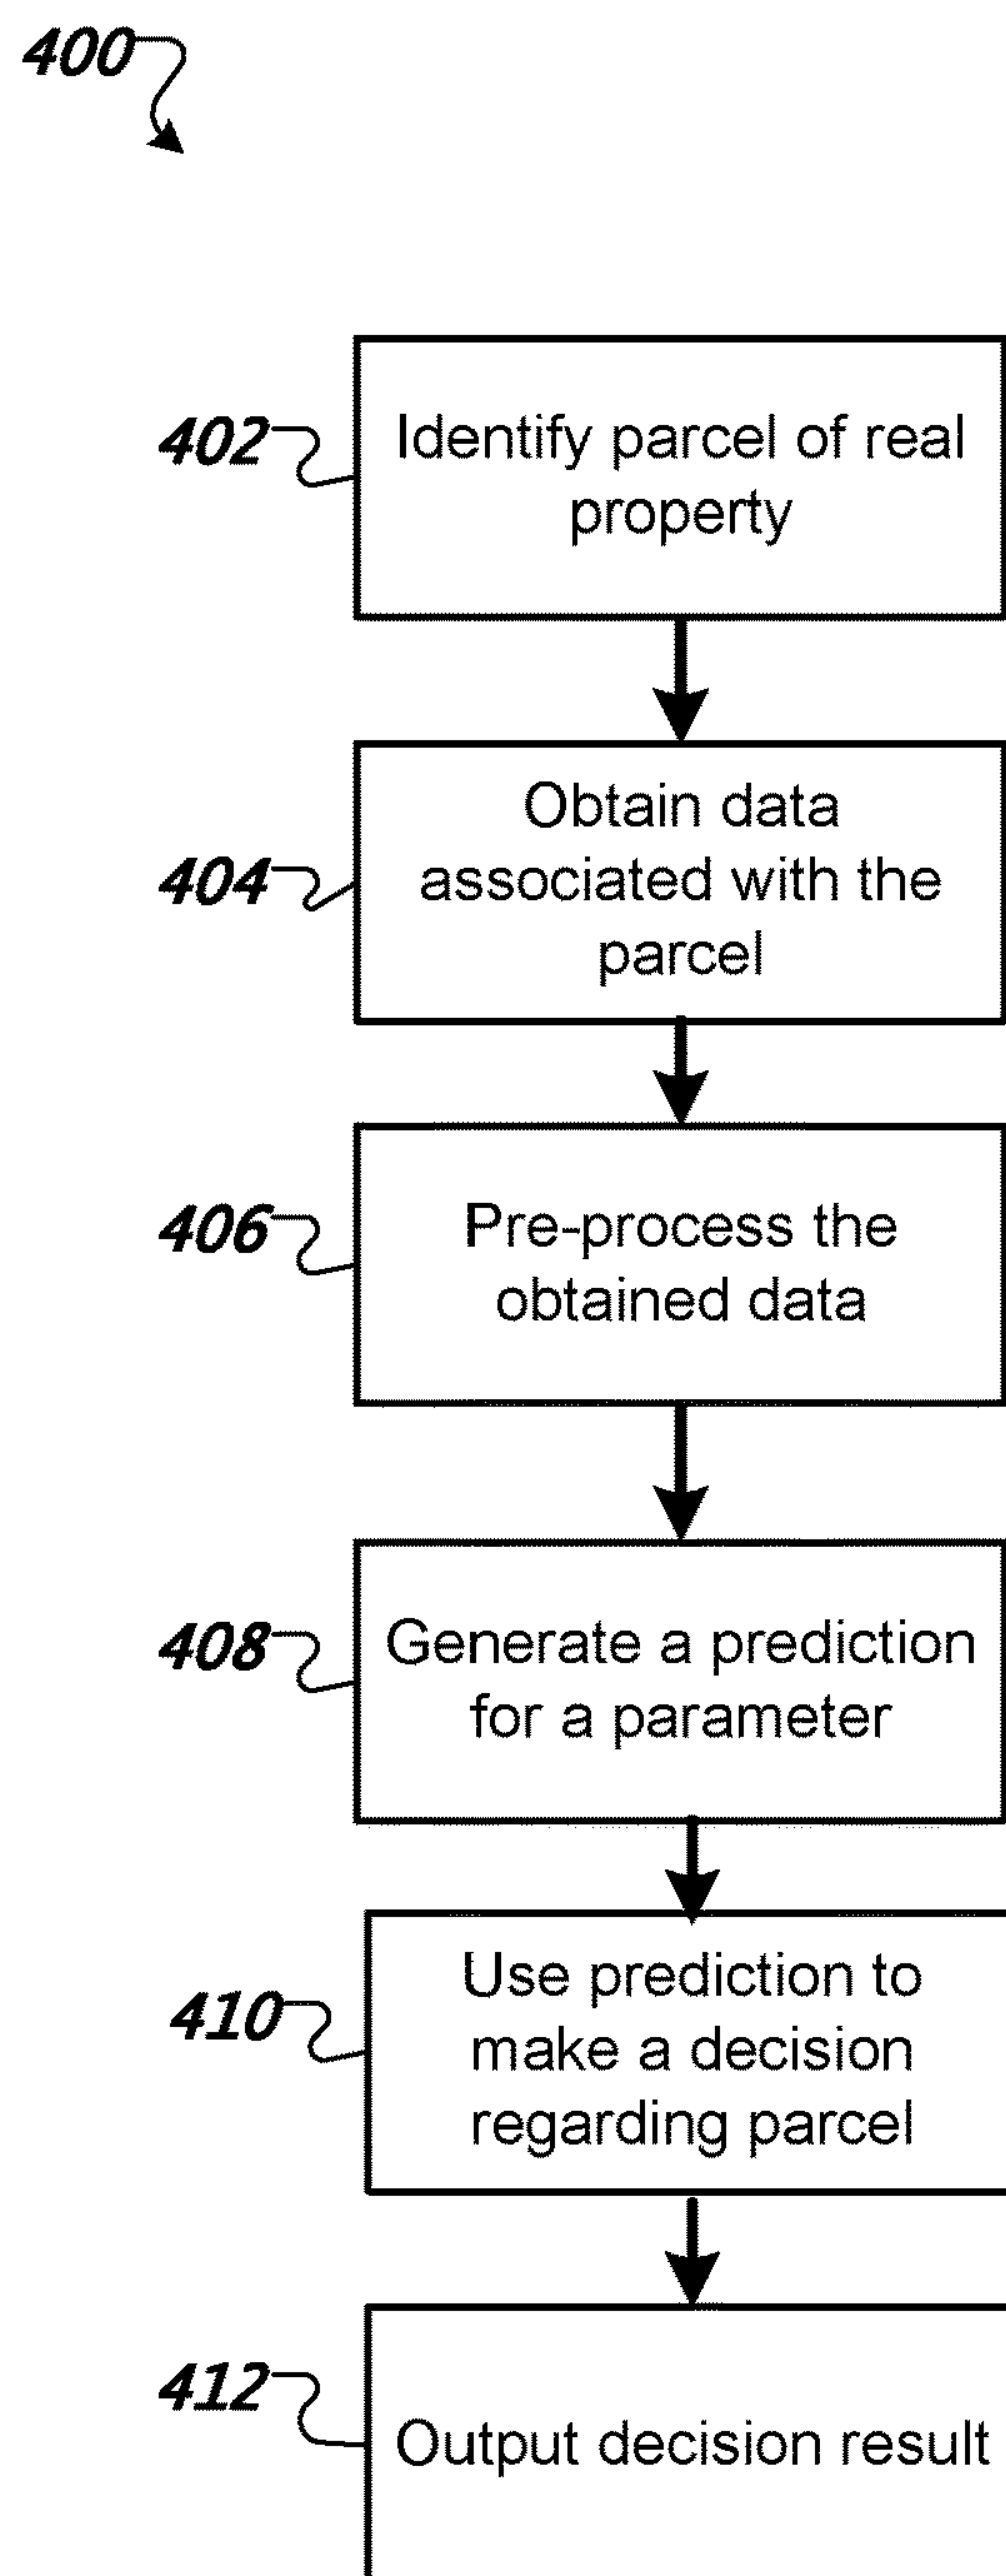 400
402
Identify parcel of real
property
404
Obtain data
associated with the
parcel
406
Pre-process the
obtained data
408
Generate a prediction
for a parameter
410
Use prediction to
make a decision
regarding parcel
412
Output decision result